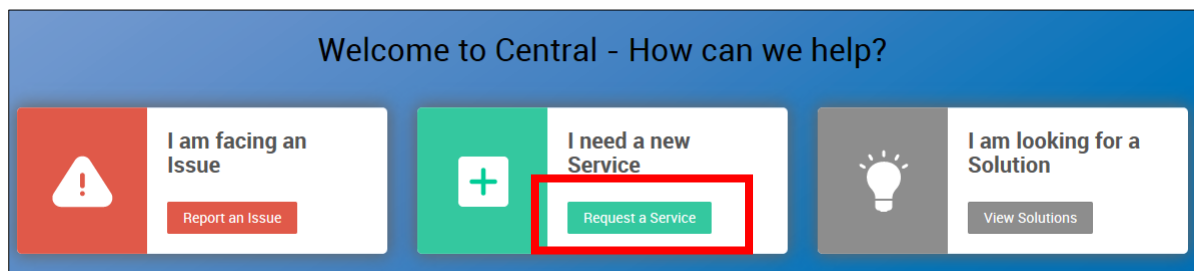 Welcome to Central - How can we help?
I am facing an
Issue
Report an Issue
I need a new
Service
Request a Service
I am looking for a
Solution
View Solutions